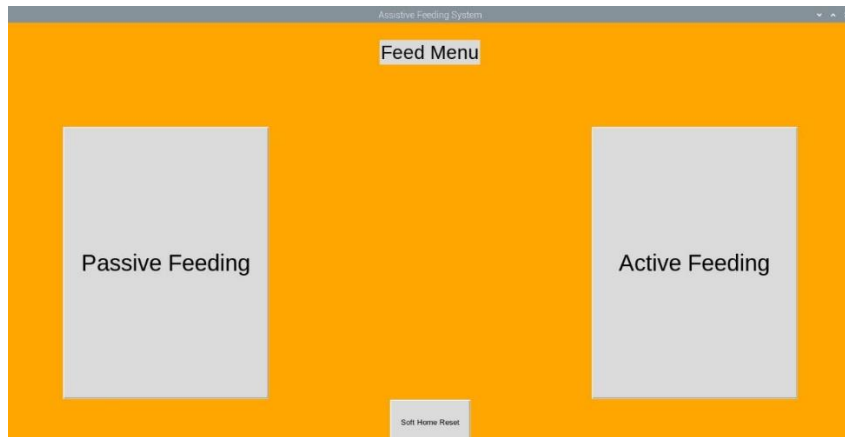 Assistive Feeding System
Feed Menu
Passive Feeding
Active Feeding
Soft Home Reset